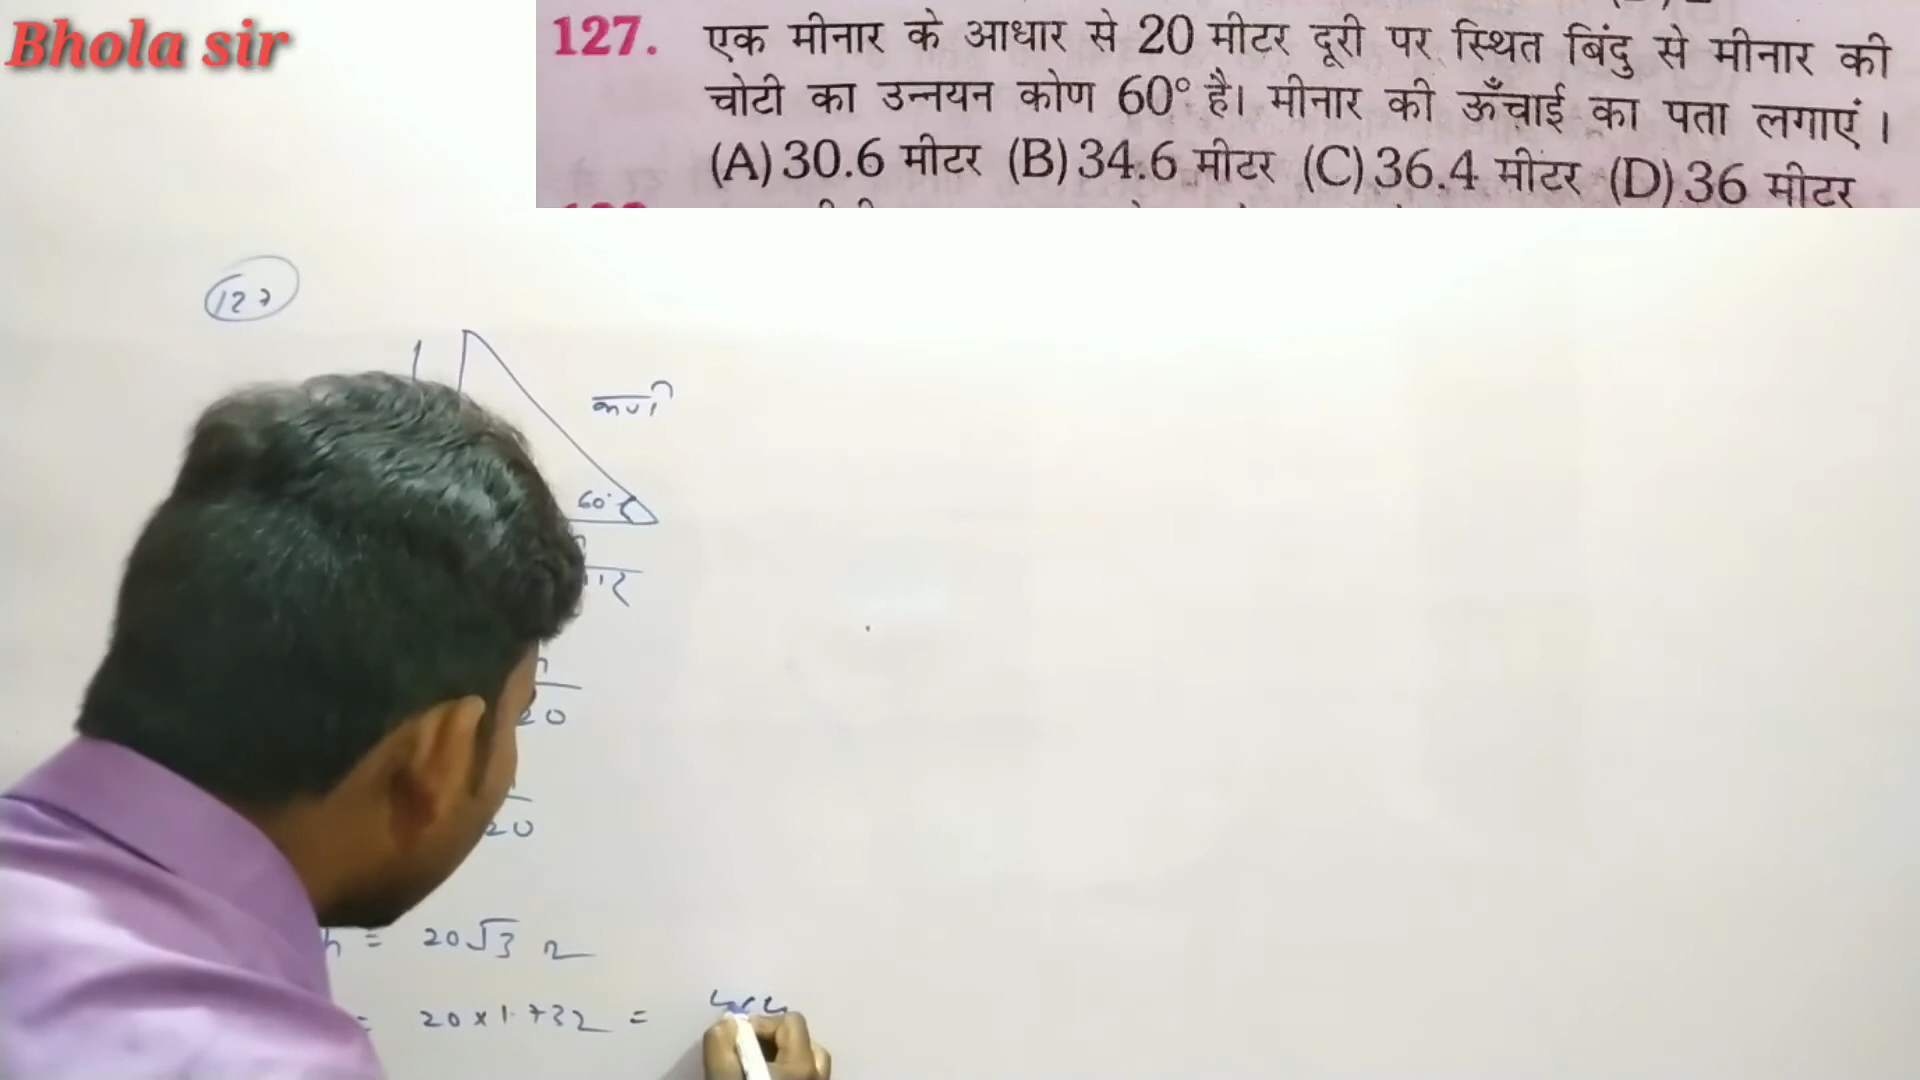 Bhola sir
127. एक मीनार के आधार से 20 मीटर दूरी पर स्थित बिंदु से मीनार की
चोटी का उन्नयन कोण 60° है। मीनार की ऊँचाई का पता लगाएं ।
(A) 30.6 मीटर (B) 34.6 मीटर (C) 36.4 मीटर (D) 36 मीटर
127
कर्ण
60°
20
20
h = 20√3 m
= 20 × 1.732 =